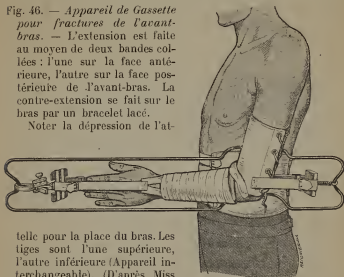 Fig. 46. — Appareil de Gassette
pour fractures de l'avant-
bras. — L'extension est faite
au moyen de deux bandes col-
lées : l'une sur la face anté-
rieure, l'autre sur la face pos-
térieure de l'avant-bras. La
contre-extension se fait sur le
bras par un bracelet lacé.
Noter la dépression de l'at-
telle pour la place du bras. Les
tiges sont l'une supérieure,
l'autre inférieure (Appareil in-
terchangeable). (D'après Miss